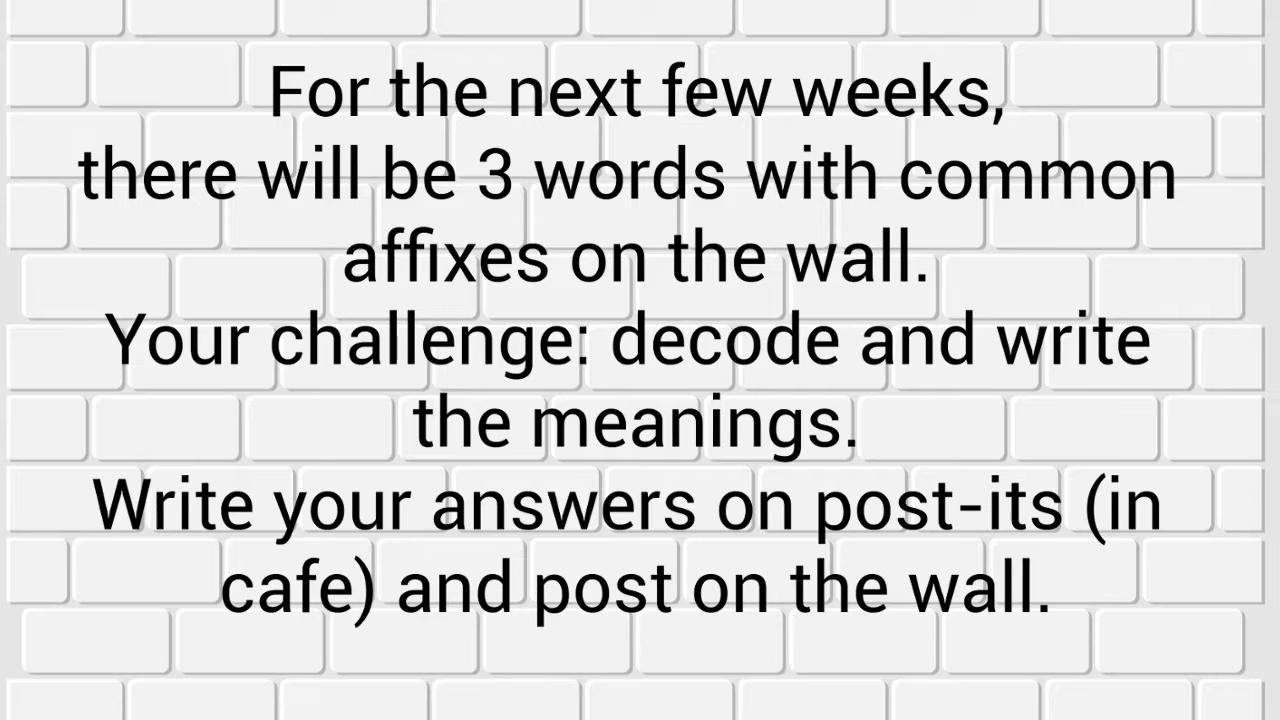 For the next few weeks,
there will be 3 words with common
affixes on the wall.
Your challenge: decode and write
the meanings.
Write your answers on post-its (in
cafe) and post on the wall.